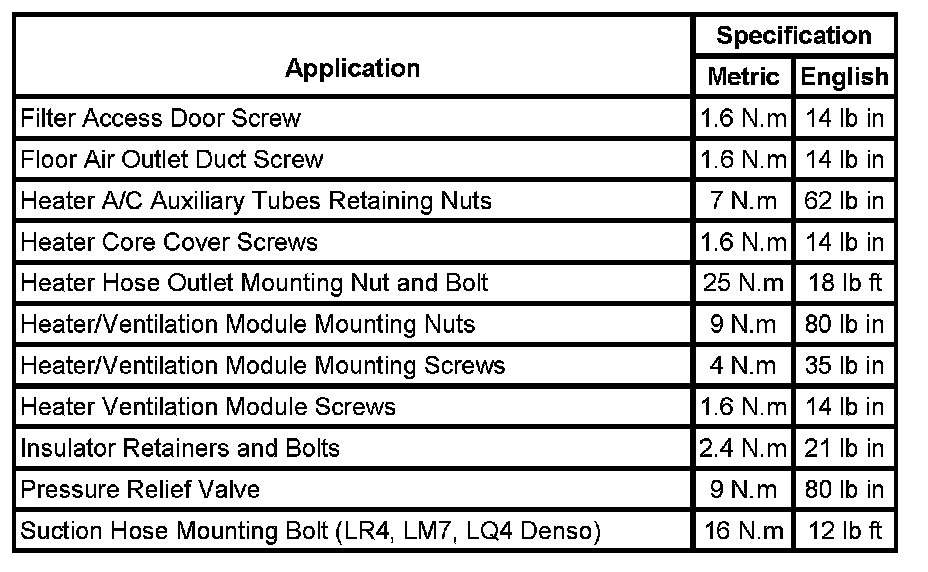 Application Specification
Metric English
Filter Access Door Screw 1.6 N.m 14 lb in
Floor Air Outlet Duct Screw 1.6 N.m 14 lb in
Heater A/C Auxiliary Tubes Retaining Nuts 7 N.m 62 lb in
Heater Core Cover Screws 1.6 N.m 14 lb in
Heater Hose Outlet Mounting Nut and Bolt 25 N.m 18 lb ft
Heater/Ventilation Module Mounting Nuts 9 N.m 80 lb in
Heater/Ventilation Module Mounting Screws 4 N.m 35 lb in
Heater Ventilation Module Screws 1.6 N.m 14 lb in
Insulator Retainers and Bolts 2.4 N.m 21 lb in
Pressure Relief Valve 9 N.m 80 lb in
Suction Hose Mounting Bolt (LR4, LM7, LQ4 Denso) 16 N.m 12 lb ft